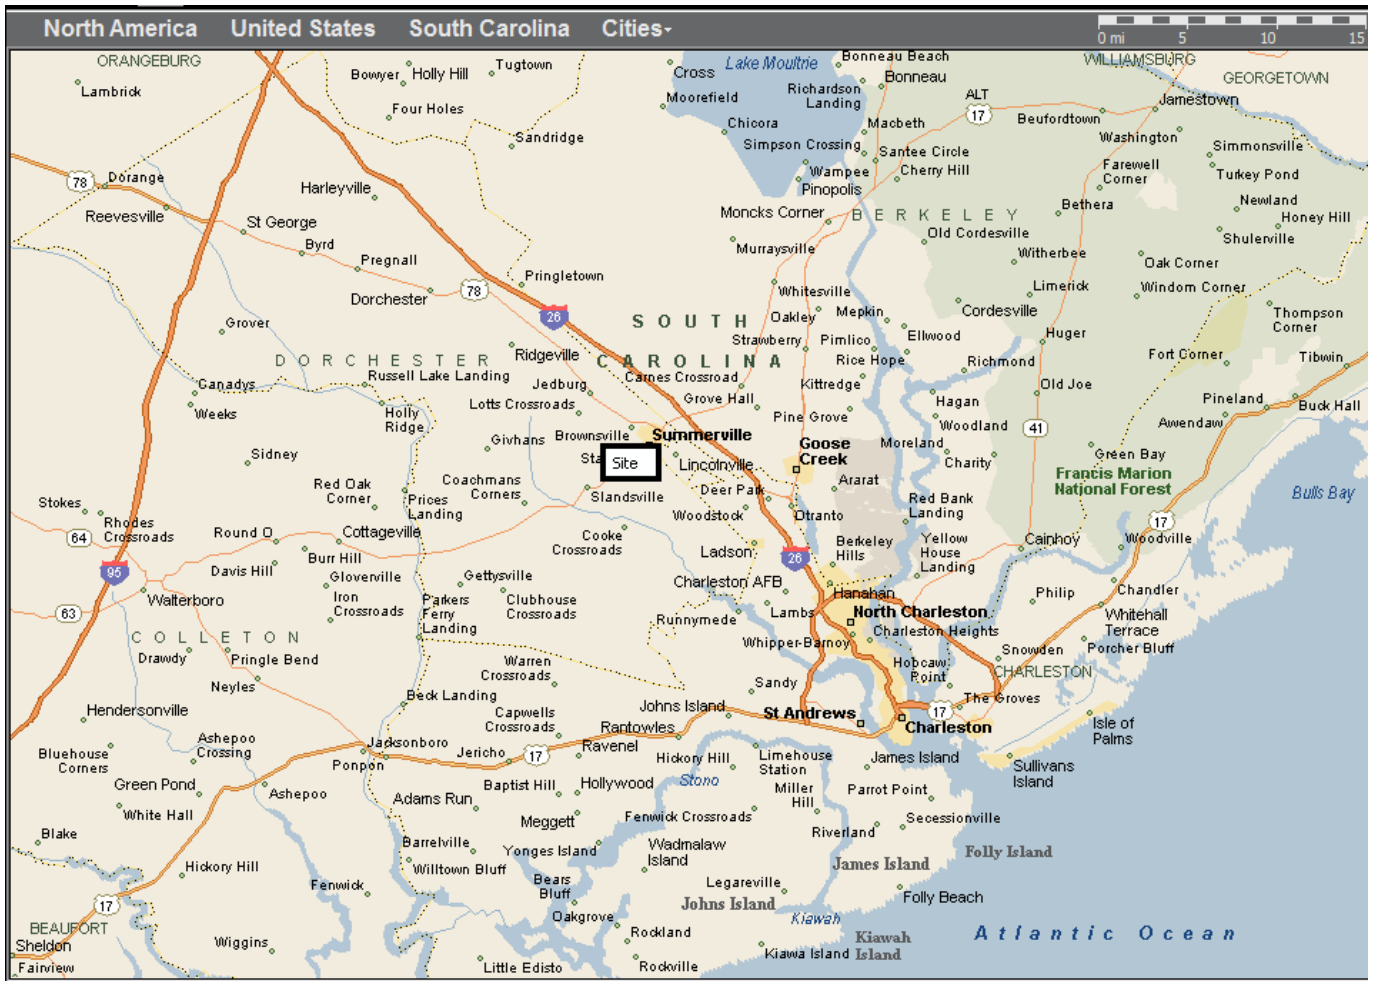 North America United States South Carolina Cities
0 mi 5 10 15
ORANGEBURG
Lambrick
Bowyer
Holly Hill
Tugtown
Four Holes
Sandridge
Cross
Moorefield
Lake Moultrie
Bonneau Beach
Bonneau
Richardson
Landing
Chicora
Macbeth
Simpson Crossing
Santee Circle
Wampee
Cherry Hill
Pinopolis
WILLIAMSBURG
GEORGETOWN
ALT
17
Jamestown
Beufordtown
Washington
Simmonsville
Farewell
Corner
Turkey Pond
78
Dorange
Harleyville
Reevesville
St George
Byrd
Pregnall
Dorchester
78
Pringletown
26
Moncks Corner
BERKELEY
Bethera
Newland
Honey Hill
Old Cordesville
Shulerville
Murraysville
Witherbee
Oak Corner
Whitesville
Limerick
Windom Corner
SOUTH
CAROLINA
Oakley
Mepkin
Cordesville
Thompson
Corner
Grover
DORCHESTER
Ridgeville
Strawberry
Pimlico
Ellwood
Huger
Rice Hope
Richmond
Fort Corner
Tibwin
Canadys
Russell Lake Landing
Jedburg
Carnes Crossroad
Kittredge
Old Joe
Weeks
Holly
Ridge
Lotts Crossroads
Grove Hall
Pine Grove
Hagan
Pineland
Buck Hall
Woodland
41
Awendaw
Sidney
Givhans
Brownsville
Summerville
Goose
Creek
Moreland
Charity
Green Bay
Sta
Site
Lincolnville
Francis Marion
National Forest
Bulls Bay
Red Oak
Corner
Coachmans
Corners
Slandsville
Deer Park
Ararat
Red Bank
Landing
Stokes
Prices
Landing
Woodstock
Otranto
17
Rhodes
Crossroads
64
Round O
Cottageville
Cooke
Crossroads
Ladson
Berkeley
Hills
Yellow
House
Landing
Cainhoy
Woodville
95
Burr Hill
Davis Hill
Gloverville
Gettysville
26
Charleston AFB
Hanahan
Philip
Chandler
Walterboro
63
Iron
Crossroads
Parkers
Ferry
Landing
Clubhouse
Crossroads
Runnymede
Lambs
North Charleston
Whitehall
Terrace
COLLETON
Whipper-Barnoy
Charleston Heights
Snowden
Porcher Bluff
Drawdy
Pringle Bend
Warren
Crossroads
Hobcaw
Point
CHARLESTON
Neyles
Beck Landing
Sandy
The Groves
Hendersonville
Capwells
Crossroads
Johns Island
St Andrews
17
Charleston
Isle of
Palms
Rantowles
Bluehouse
Corners
Ashepoo
Crossing
Jacksonboro
Jericho
17
Ravenel
Ponpon
Hickory Hill
Limehouse
Station
James Island
Sullivans
Island
Green Pond
Ashepoo
Baptist Hill
Hollywood
Stono
Miller
Hill
Parrot Point
White Hall
Adams Run
Meggett
Fenwick Crossroads
Secessionville
Blake
Riverland
Barrelville
Yonges Island
Wadmalaw
Island
James Island
Folly Island
Hickory Hill
Willtown Bluff
Bears
Bluff
Legareville
Folly Beach
Fenwick
Johns Island
17
Oakgrove
Kiawah
BEAUFORT
Sheldon
Wiggins
Rockland
Kiawa Island
Kiawah
Island
Atlantic Ocean
Fairview
Little Edisto
Rockville